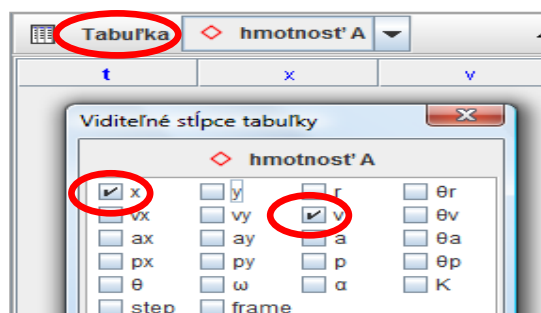 Tabuľka hmotnosť A
t x v
Viditeľné stĺpce tabuľky
hmotnosť A
x y r θr
vx vy v θv
ax ay a θa
px py p θp
θ ω α K
step frame